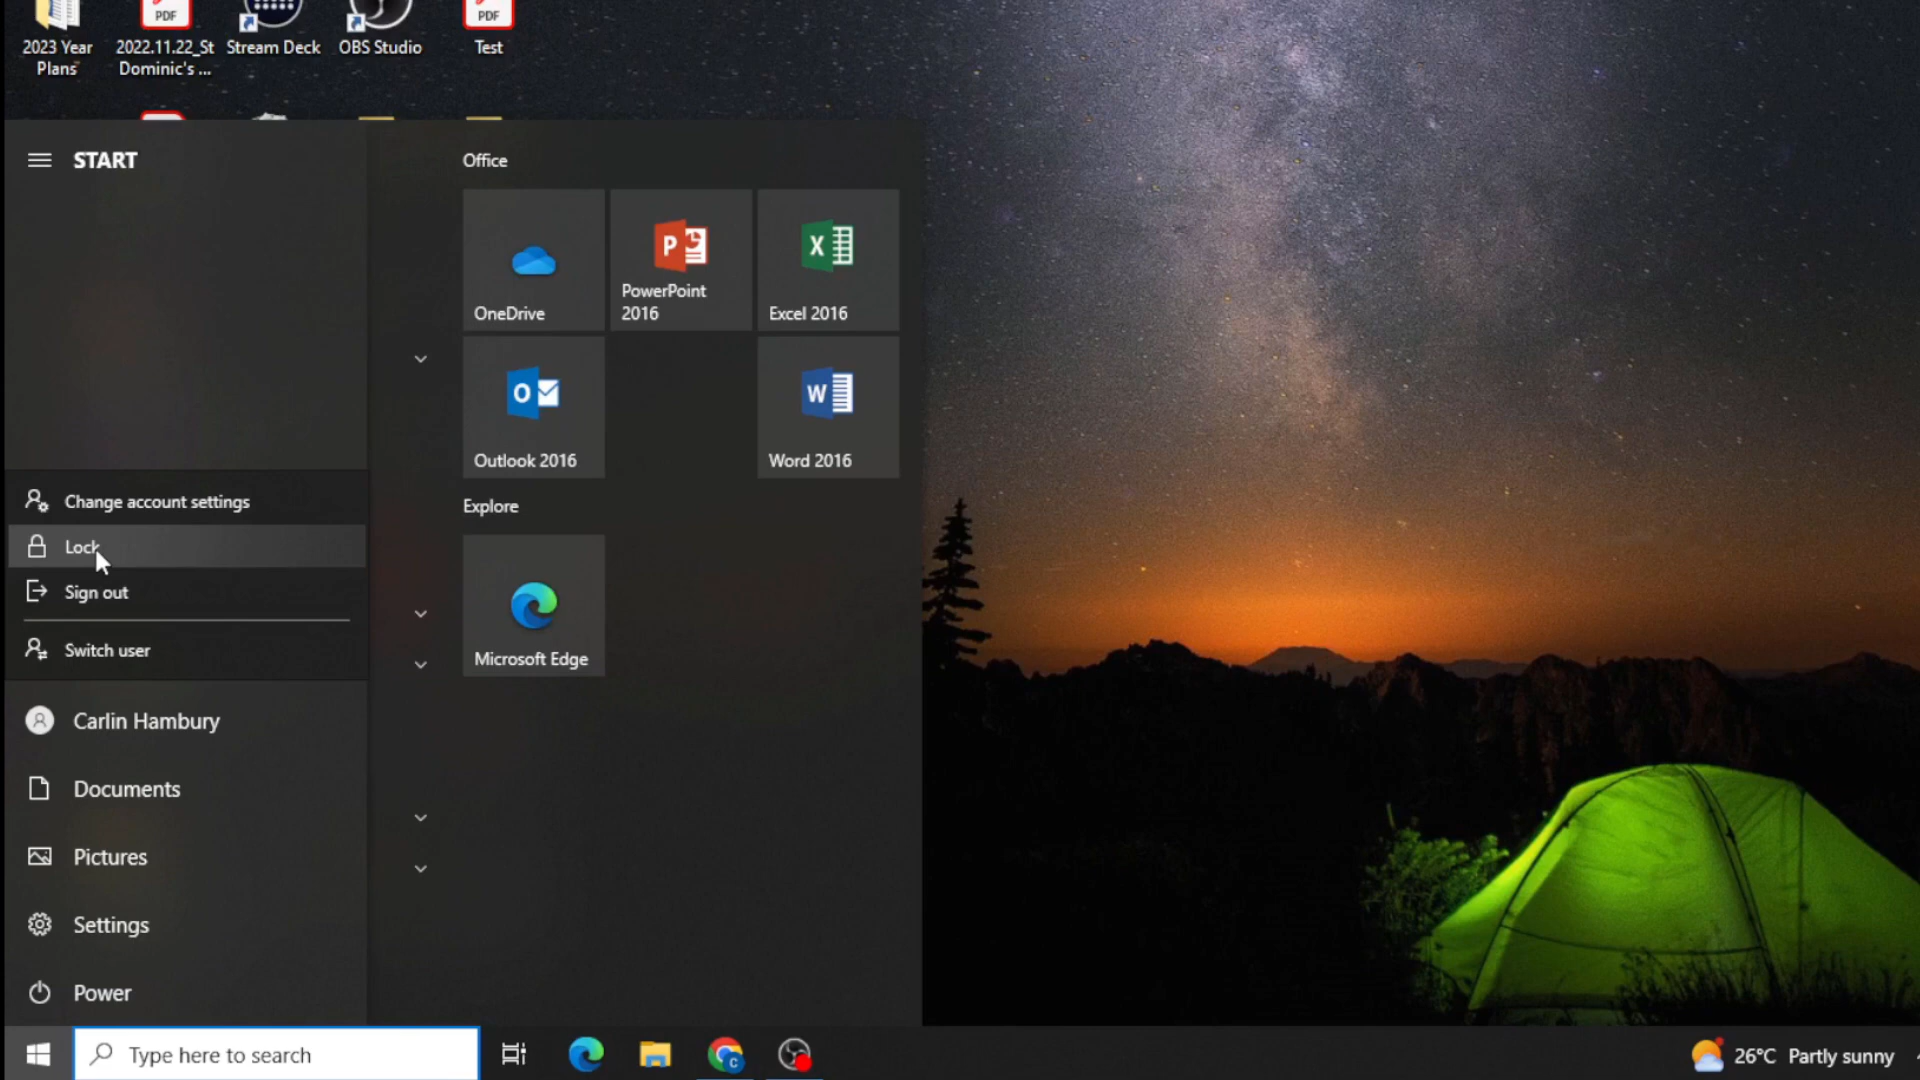 PDF
PDF
2023 Year
Plans
2022.11.22_St
Dominic's ...
Stream Deck
OBS Studio
Test
START
Office
OneDrive
P
PowerPoint
2016
X
Excel 2016
O
Outlook 2016
W
Word 2016
Explore
Microsoft Edge
Change account settings
Lock
Sign out
Switch user
Carlin Hambury
Documents
Pictures
Settings
Power
Type here to search
C
26°C Partly sunny